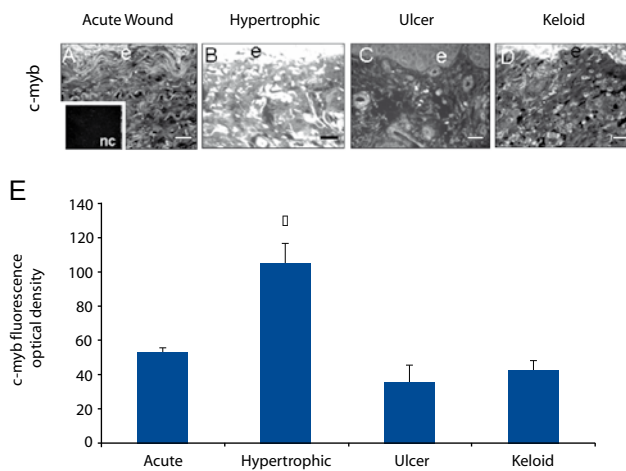 Acute Wound Hypertrophic Ulcer Keloid
c-myb
A e B e C e D e
nc
E
c-myb fluorescence
optical density
140
120
100
80
60
40
20
0
▯
Acute Hypertrophic Ulcer Keloid